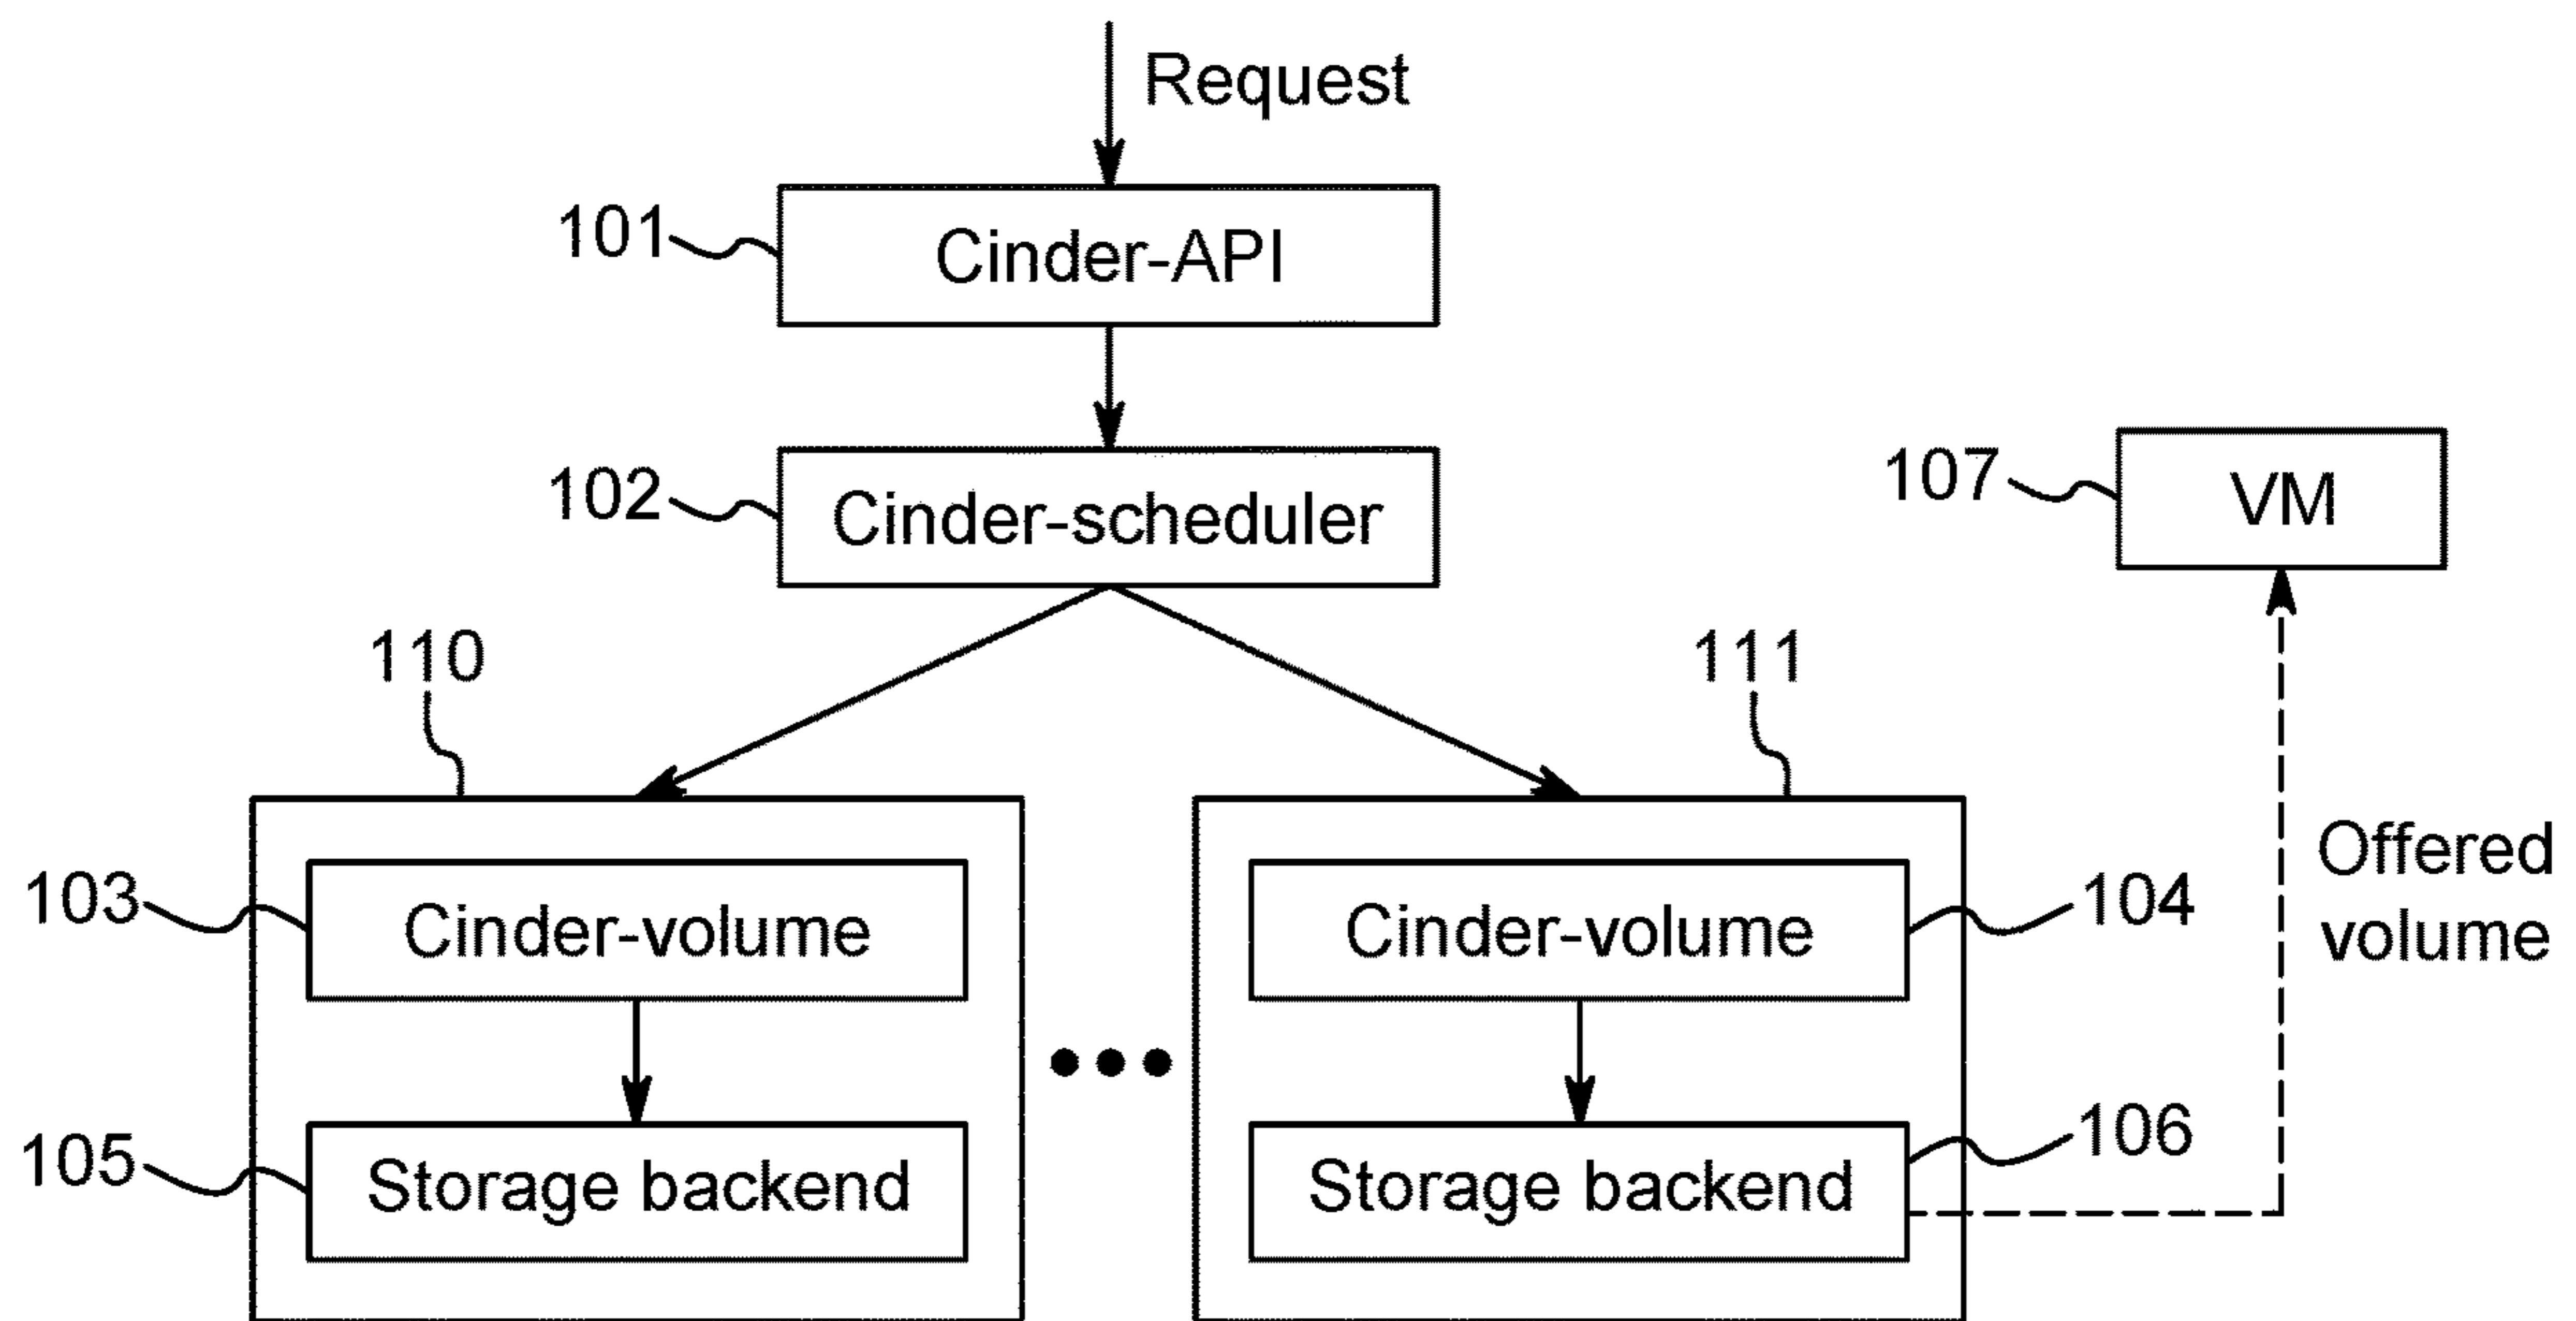 Request
101
Cinder-API
102
Cinder-scheduler
107
VM
110
111
103
Cinder-volume
Cinder-volume
104
Offered
volume
105
Storage backend
Storage backend
106